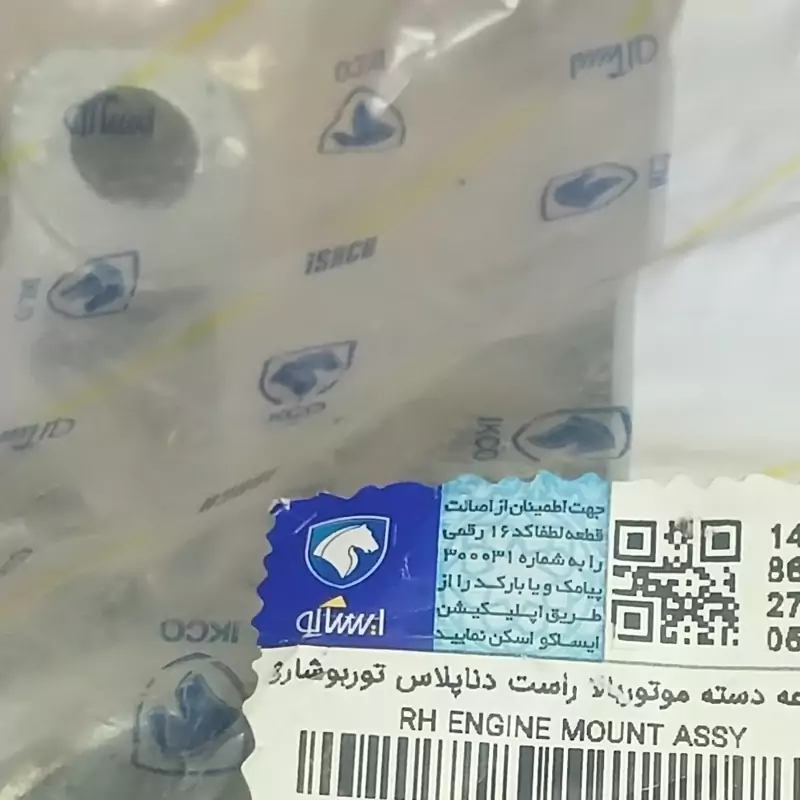 ISACO
IKCO
IKCO
ایساکو
جهت اطمینان از اصالت
قطعه لطفا کد ۱۶ رقمی
را به شماره ۳۰۰۰۳۱
پیامک و یا بارکد را از
طریق اپلیکیشن
ایساکو اسکن نمایید
14
86
27
دسته موتور بالا راست دناپلاس توربوشارژ
RH ENGINE MOUNT ASSY